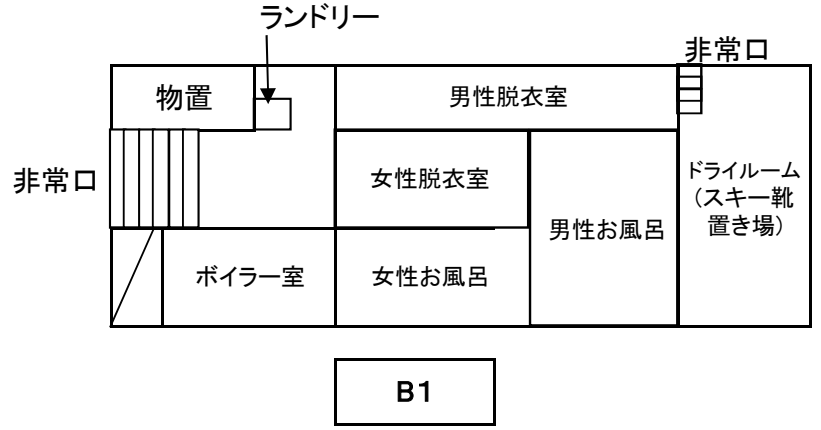 ランドリー
非常口
物置
男性脱衣室
非常口
女性脱衣室
ドライルーム
（スキー靴
置き場）
男性お風呂
ボイラー室
女性お風呂
B1